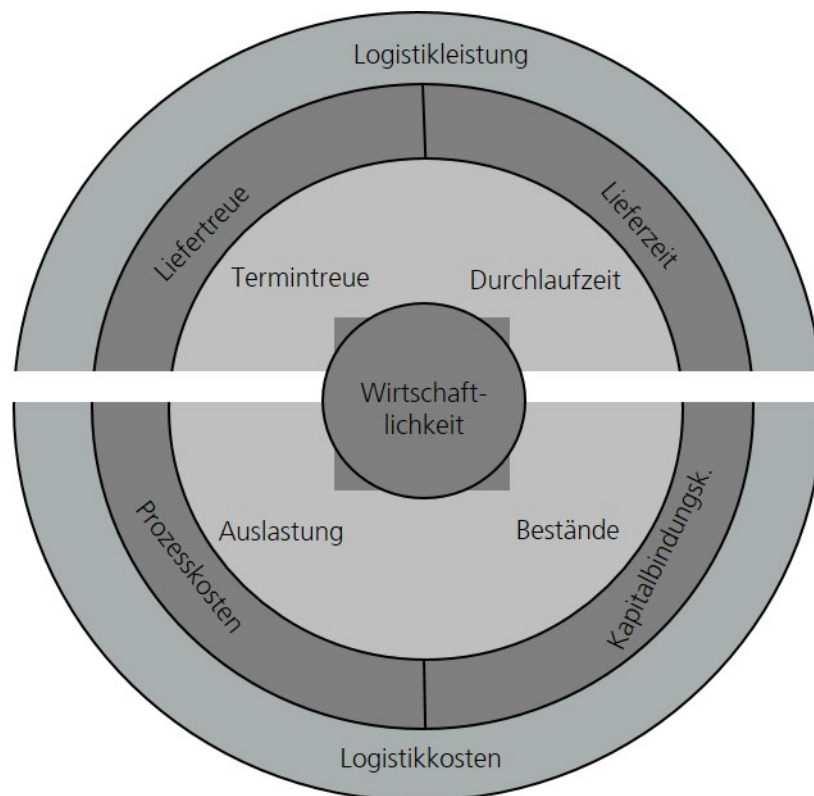 Logistikleistung
Liefertreue
Lieferzeit
Termintreue
Durchlaufzeit
Wirtschaft-
lichkeit
Auslastung
Bestände
Prozesskosten
Kapitalbindungsk.
Logistikkosten